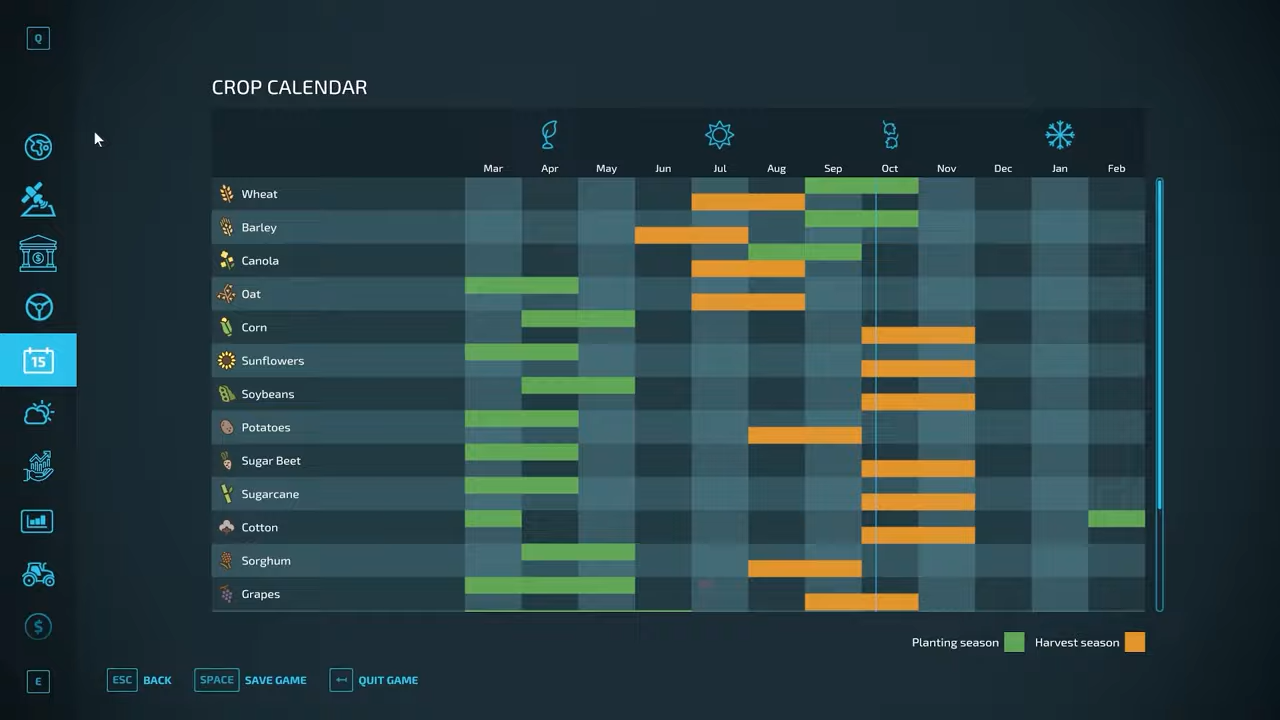 Q
CROP CALENDAR
Mar Apr May Jun Jul Aug Sep Oct Nov Dec Jan Feb
Wheat
Barley
Canola
Oat
Corn
Sunflowers
15
Soybeans
Potatoes
Sugar Beet
Sugarcane
Cotton
Sorghum
Grapes
$
Planting season Harvest season
E
ESC BACK SPACE SAVE GAME QUIT GAME